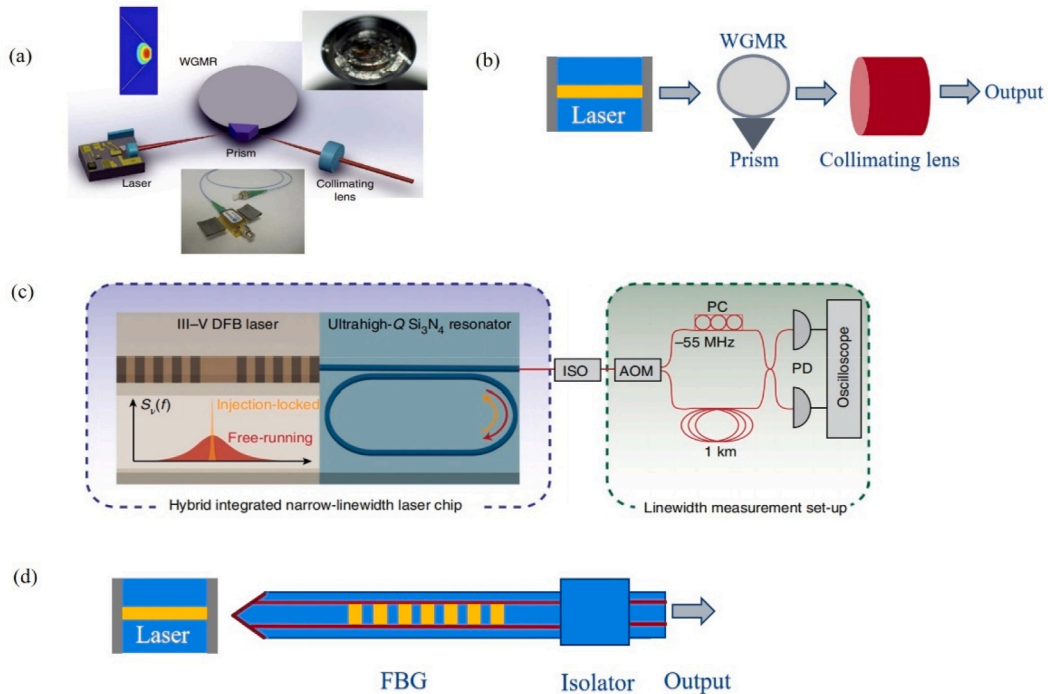 (a)
WGMR
Prism
Laser
Collimating
lens
(b)
WGMR
Laser
Prism
Collimating lens
Output
(c)
III–V DFB laser
Ultrahigh-Q Si₃N₄ resonator
Sᵥ(f)
Injection-locked
Free-running
Hybrid integrated narrow-linewidth laser chip
ISO
AOM
PC
–55 MHz
PD
Oscilloscope
1 km
Linewidth measurement set-up
(d)
Laser
FBG
Isolator
Output